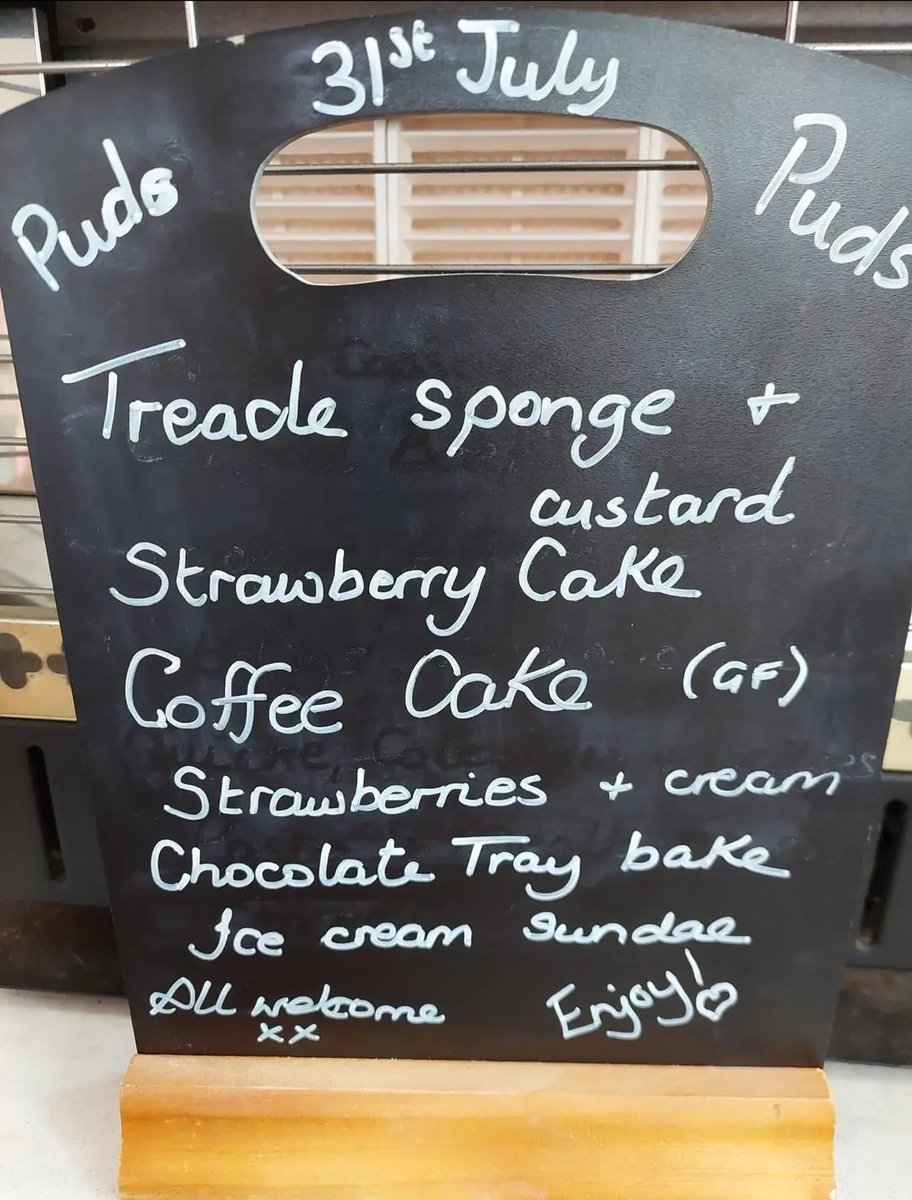 31st July
Puds
Puds
Treacle sponge +
custard
Strawberry Cake
Coffee Cake (GF)
Strawberries + cream
Chocolate Tray bake
Ice cream Sundae
All welcome
xx
Enjoy!♡